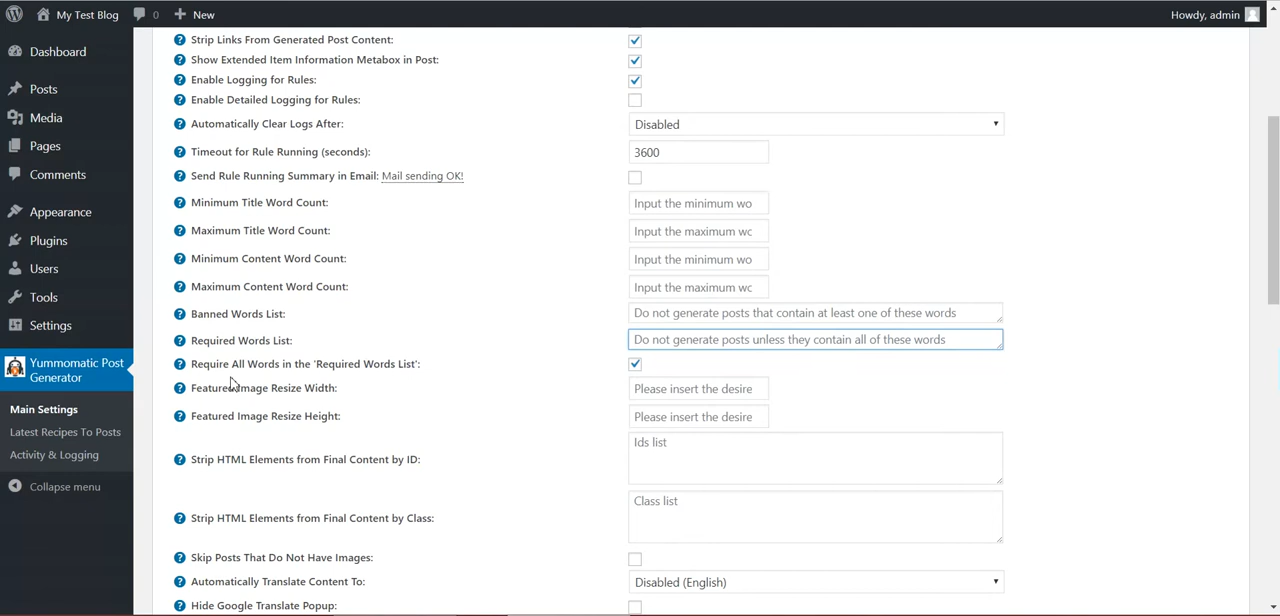 My Test Blog
0
New
Howdy, admin
Dashboard
Posts
Media
Pages
Comments
Appearance
Plugins
Users
Tools
Settings
Yummomatic Post
Generator
Main Settings
Latest Recipes To Posts
Activity & Logging
Collapse menu
Strip Links From Generated Post Content:
Show Extended Item Information Metabox in Post:
Enable Logging for Rules:
Enable Detailed Logging for Rules:
Automatically Clear Logs After:
Disabled
Timeout for Rule Running (seconds):
3600
Send Rule Running Summary in Email: Mail sending OK!
Minimum Title Word Count:
Input the minimum wo
Maximum Title Word Count:
Input the maximum wc
Minimum Content Word Count:
Input the minimum wo
Maximum Content Word Count:
Input the maximum wc
Banned Words List:
Do not generate posts that contain at least one of these words
Required Words List:
Do not generate posts unless they contain all of these words
Require All Words in the 'Required Words List':
Featured Image Resize Width:
Please insert the desire
Featured Image Resize Height:
Please insert the desire
Strip HTML Elements from Final Content by ID:
Ids list
Strip HTML Elements from Final Content by Class:
Class list
Skip Posts That Do Not Have Images:
Automatically Translate Content To:
Disabled (English)
Hide Google Translate Popup: